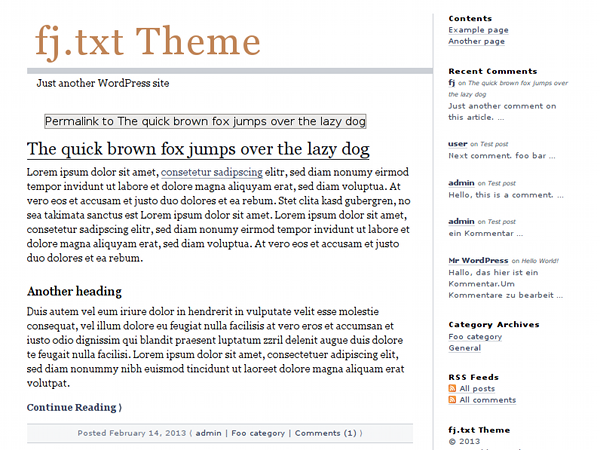 fj.txt Theme
Just another WordPress site
Permalink to The quick brown fox jumps over the lazy dog
The quick brown fox jumps over the lazy dog
Lorem ipsum dolor sit amet, consetetur sadipscing elitr, sed diam nonumy eirmod
tempor invidunt ut labore et dolore magna aliquyam erat, sed diam voluptua. At
vero eos et accusam et justo duo dolores et ea rebum. Stet clita kasd gubergren, no
sea takimata sanctus est Lorem ipsum dolor sit amet. Lorem ipsum dolor sit amet,
consetetur sadipscing elitr, sed diam nonumy eirmod tempor invidunt ut labore et
dolore magna aliquyam erat, sed diam voluptua. At vero eos et accusam et justo
duo dolores et ea rebum.
Another heading
Duis autem vel eum iriure dolor in hendrerit in vulputate velit esse molestie
consequat, vel illum dolore eu feugiat nulla facilisis at vero eros et accumsan et
iusto odio dignissim qui blandit praesent luptatum zzril delenit augue duis dolore
te feugait nulla facilisi. Lorem ipsum dolor sit amet, consectetuer adipiscing elit,
sed diam nonummy nibh euismod tincidunt ut laoreet dolore magna aliquam erat
volutpat.
Continue Reading ⟩
Posted February 14, 2013 ⟨ admin | Foo category | Comments (1) ⟩
Contents
Example page
Another page
Recent Comments
fj on The quick brown fox jumps over
the lazy dog
Just another comment on
this article. ...
user on Test post
Next comment. foo bar ...
admin on Test post
Hello, this is a comment. ...
admin on Test post
ein Kommentar ...
Mr WordPress on Hello World!
Hallo, das hier ist ein
Kommentar.Um
Kommentare zu bearbeit ...
Category Archives
Foo category
General
RSS Feeds
All posts
All comments
fj.txt Theme
© 2013